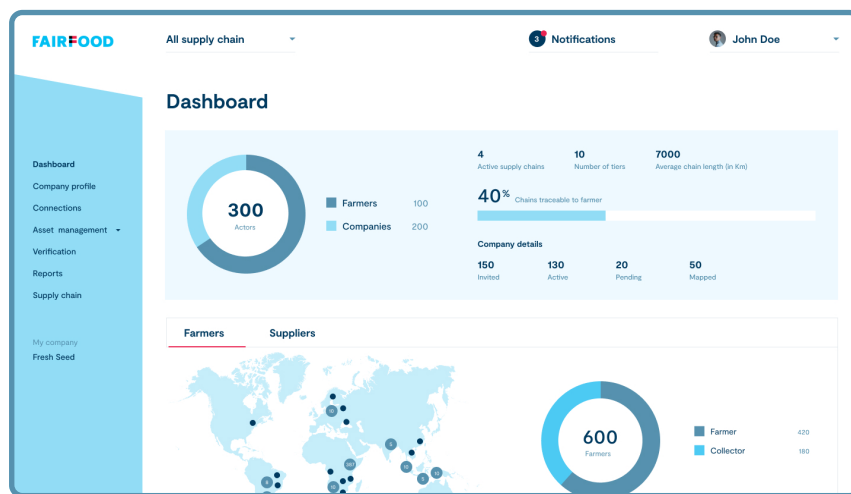 FAIRFOOD
All supply chain
3 Notifications
John Doe
Dashboard
Dashboard
Company profile
Connections
Asset management
Verification
Reports
Supply chain
My company
Fresh Seed
300
Actors
Farmers 100
Companies 200
4
Active supply chains
10
Number of tiers
7000
Average chain length (in Km)
40% Chains traceable to farmer
Company details
150
Invited
130
Active
20
Pending
50
Mapped
Farmers
Suppliers
10
10
10
600
Farmers
Farmer 420
Collector 180